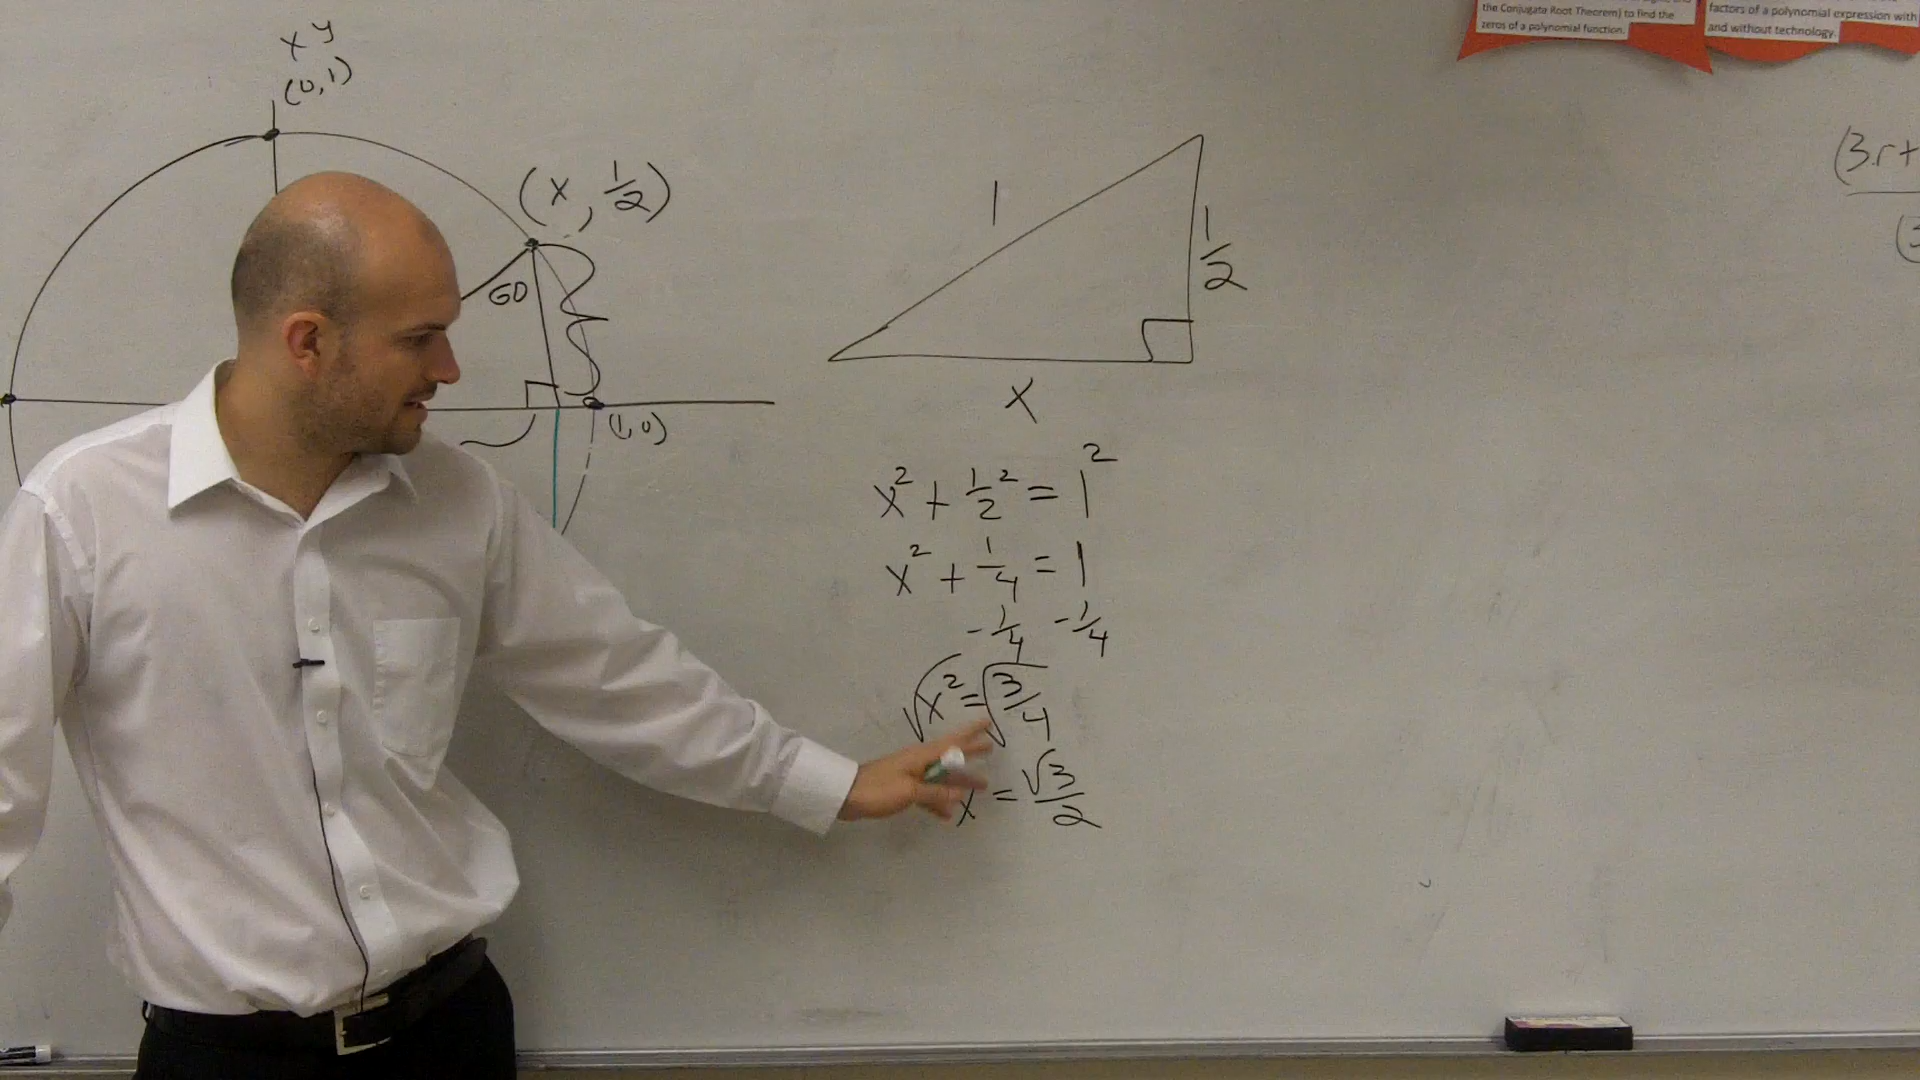 the Conjugate Root Theorem) to find the
zeros of a polynomial function.
factors of a polynomial expression with
and without technology.
x y
(0,1)
(x, 1/2)
60
(1,0)
1
1/2
x
x² + 1/2² = 1²
x² + 1/4 = 1
-1/4 -1/4
√x² = √3/4
x = √3/2
(3.r+
(3